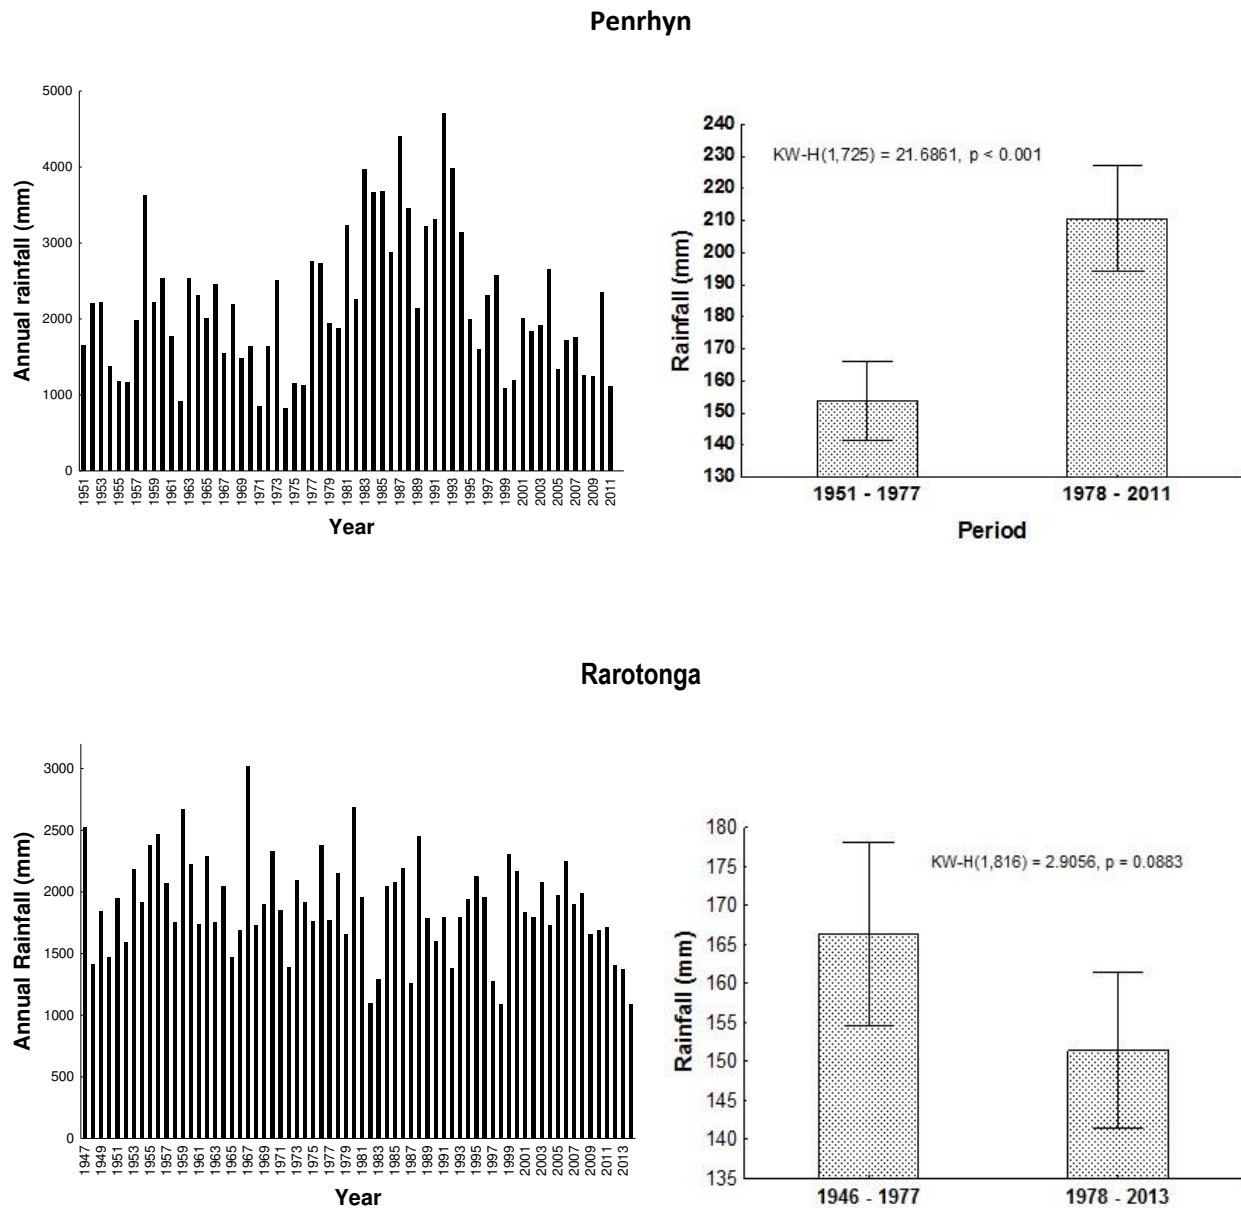 Penrhyn
Annual rainfall (mm)
5000
4000
3000
2000
1000
0
1951 1953 1955 1957 1959 1961 1963 1965 1967 1969 1971 1973 1975 1977 1979 1981 1983 1985 1987 1989 1991 1993 1995 1997 1999 2001 2003 2005 2007 2009 2011
Year
Rainfall (mm)
240
230
220
210
200
190
180
170
160
150
140
130
KW-H(1,725) = 21.6861, p < 0.001
1951 - 1977 1978 - 2011
Period
Rarotonga
Annual Rainfall (mm)
3000
2500
2000
1500
1000
500
0
1947 1949 1951 1953 1955 1957 1959 1961 1963 1965 1967 1969 1971 1973 1975 1977 1979 1981 1983 1985 1987 1989 1991 1993 1995 1997 1999 2001 2003 2005 2007 2009 2011 2013
Year
Rainfall (mm)
180
175
170
165
160
155
150
145
140
135
KW-H(1,816) = 2.9056, p = 0.0883
1946 - 1977 1978 - 2013